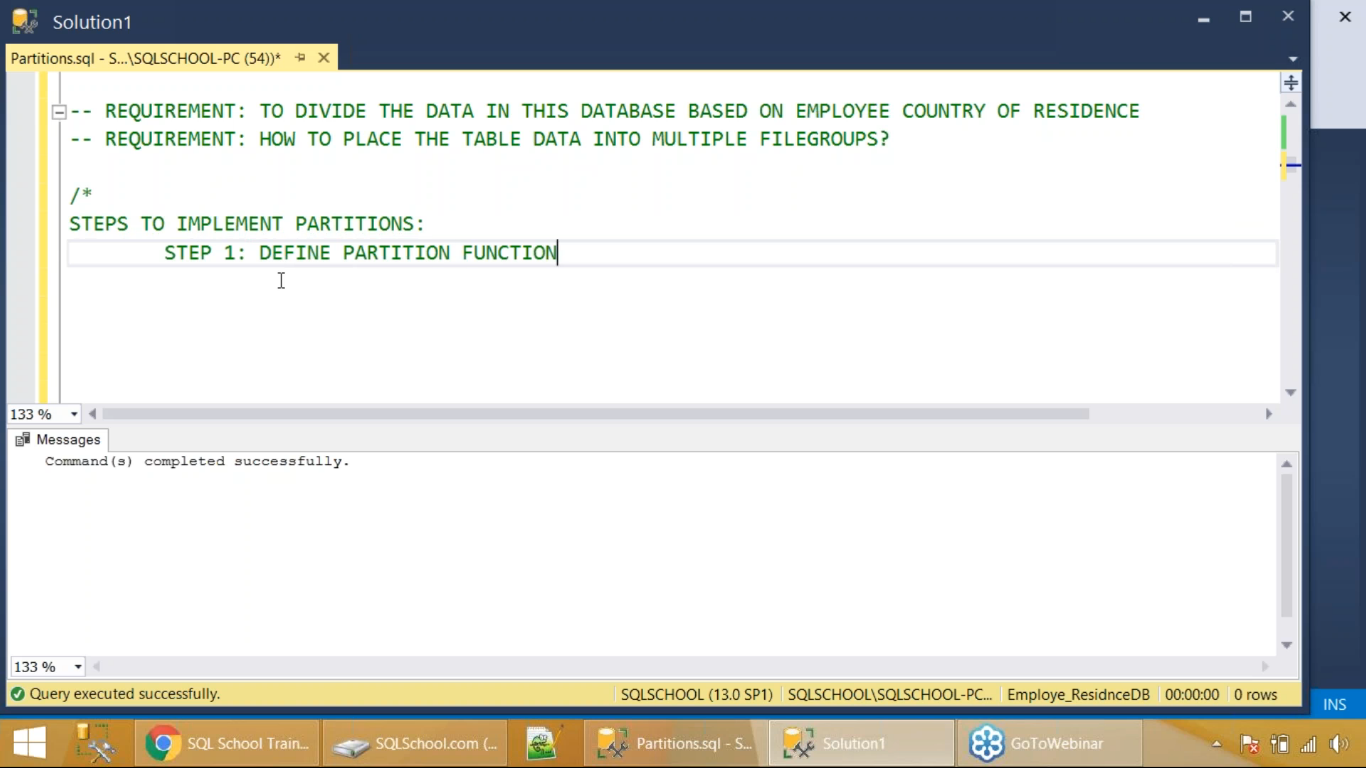 Solution1
Partitions.sql - S...\SQLSCHOOL-PC (54))*
-- REQUIREMENT: TO DIVIDE THE DATA IN THIS DATABASE BASED ON EMPLOYEE COUNTRY OF RESIDENCE
-- REQUIREMENT: HOW TO PLACE THE TABLE DATA INTO MULTIPLE FILEGROUPS?
/*
STEPS TO IMPLEMENT PARTITIONS:
STEP 1: DEFINE PARTITION FUNCTION
133 %
Messages
Command(s) completed successfully.
133 %
Query executed successfully. SQLSCHOOL (13.0 SP1) SQLSCHOOL\SQLSCHOOL-PC... Employe_ResidnceDB 00:00:00 0 rows
INS
SQL School Train... SQLSchool.com (... Partitions.sql - S... Solution1 GoToWebinar